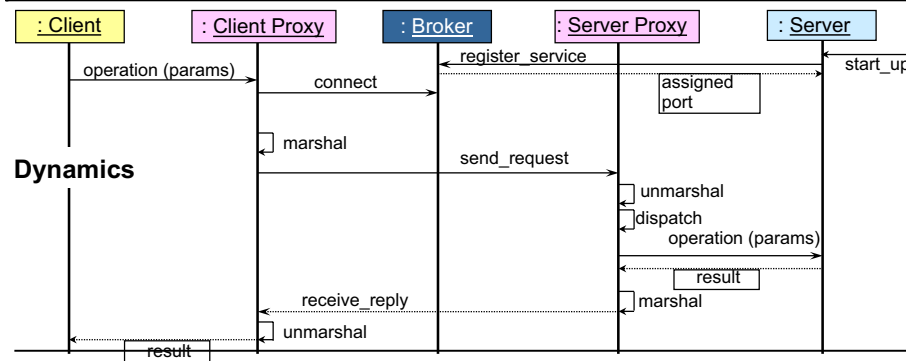 : Client
: Client Proxy
: Broker
: Server Proxy
: Server
register_service
start_up
operation (params)
connect
assigned
port
marshal
send_request
Dynamics
unmarshal
dispatch
operation (params)
result
receive_reply
marshal
unmarshal
result